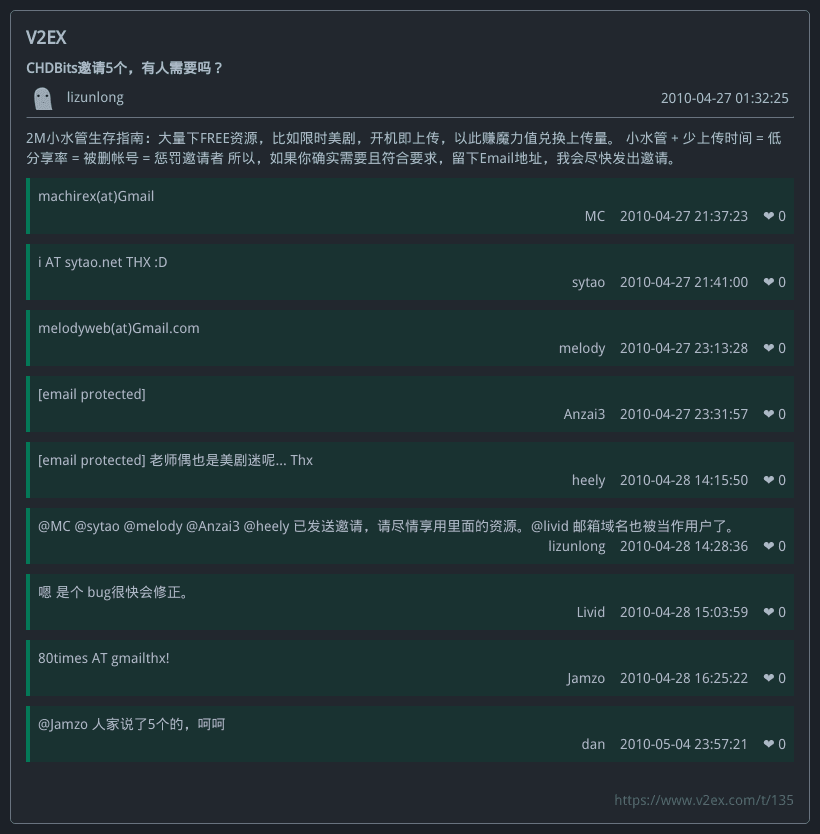 V2EX
CHDBits邀请5个，有人需要吗？
lizunlong 2010-04-27 01:32:25
2M小水管生存指南：大量下FREE资源，比如限时美剧，开机即上传，以此赚魔力值兑换上传量。 小水管 + 少上传时间 = 低
分享率 = 被删帐号 = 惩罚邀请者 所以，如果你确实需要且符合要求，留下Email地址，我会尽快发出邀请。
machirex(at)Gmail
MC 2010-04-27 21:37:23 ❤ 0
i AT sytao.net THX :D
sytao 2010-04-27 21:41:00 ❤ 0
melodyweb(at)Gmail.com
melody 2010-04-27 23:13:28 ❤ 0
[email protected]
Anzai3 2010-04-27 23:31:57 ❤ 0
[email protected] 老师偶也是美剧迷呢... Thx
heely 2010-04-28 14:15:50 ❤ 0
@MC @sytao @melody @Anzai3 @heely 已发送邀请，请尽情享用里面的资源。@livid 邮箱域名也被当作用户了。
lizunlong 2010-04-28 14:28:36 ❤ 0
嗯 是个 bug很快会修正。
Livid 2010-04-28 15:03:59 ❤ 0
80times AT gmailthx!
Jamzo 2010-04-28 16:25:22 ❤ 0
@Jamzo 人家说了5个的，呵呵
dan 2010-05-04 23:57:21 ❤ 0
https://www.v2ex.com/t/135